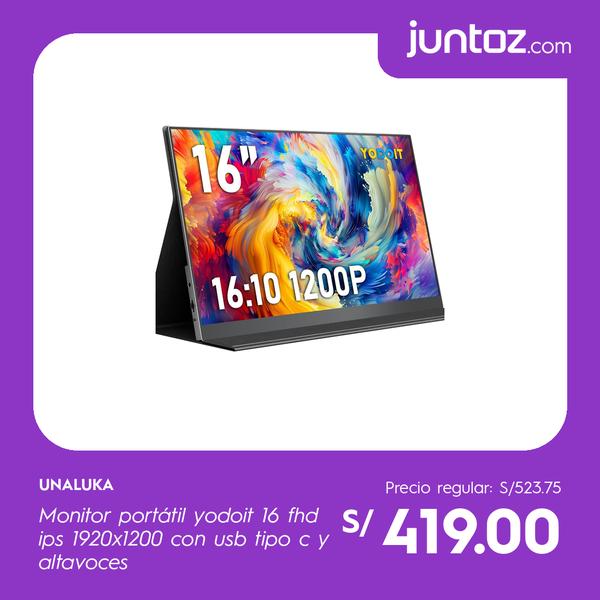 juntoz.com
16"
YODOIT
16:10 1200P
UNALUKA
Monitor portátil yodoit 16 fhd
ips 1920x1200 con usb tipo c y
altavoces
Precio regular: S/523.75
S/ 419.00